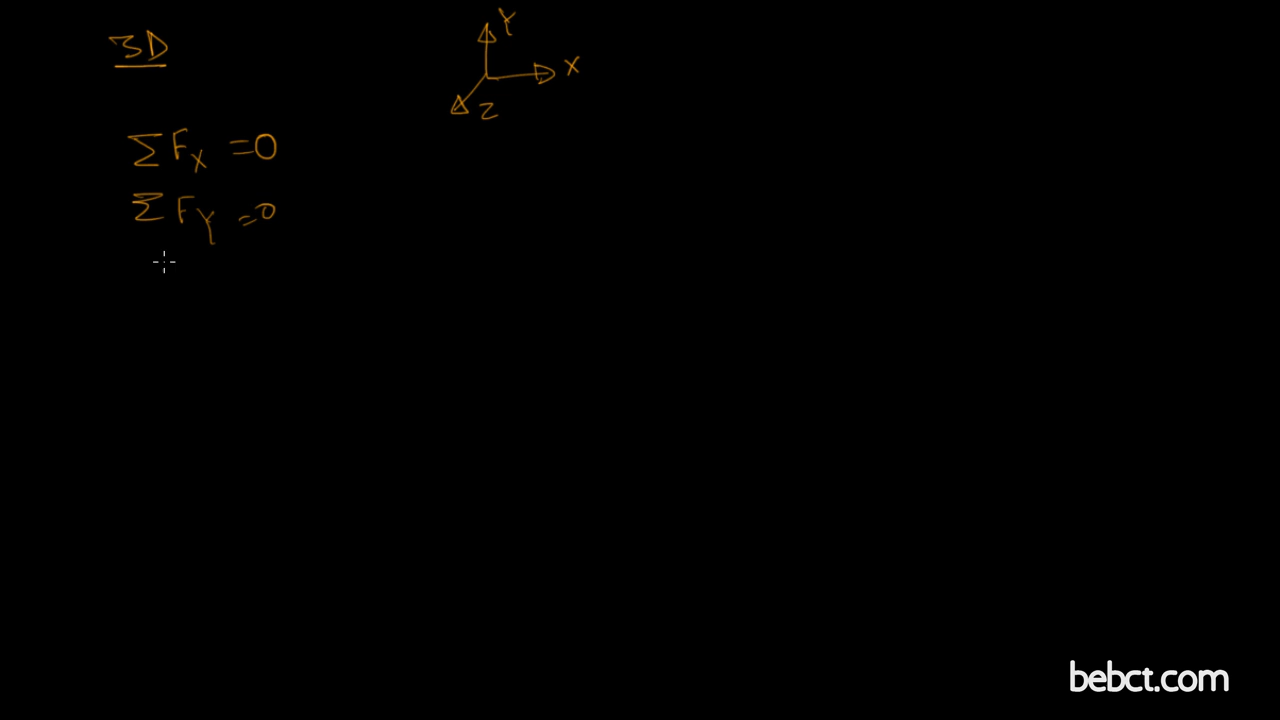 3D
Y
X
Z
ΣFX =0
ΣFY =0
bebct.com